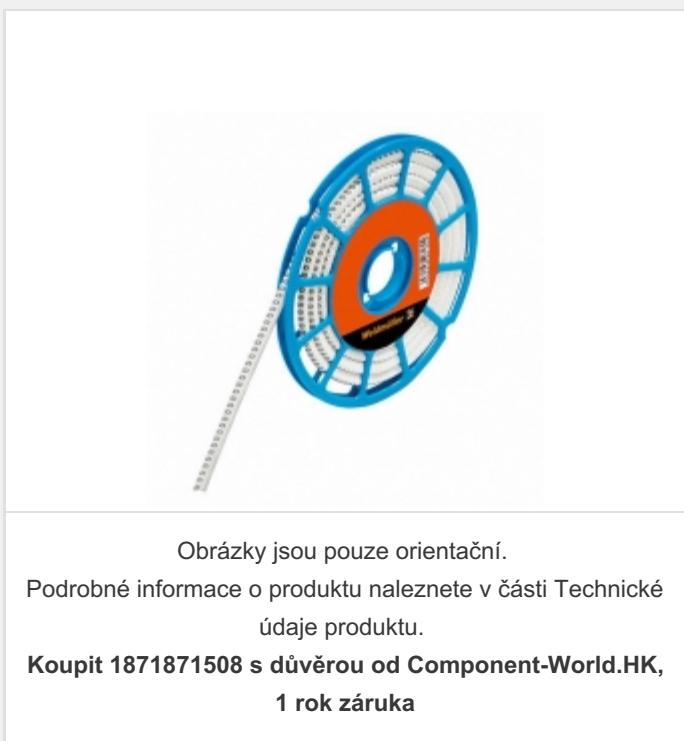 Weidmüller
Obrázky jsou pouze orientační.
Podrobné informace o produktu naleznete v části Technické
údaje produktu.
Koupit 1871871508 s důvěrou od Component-World.HK,
1 rok záruka